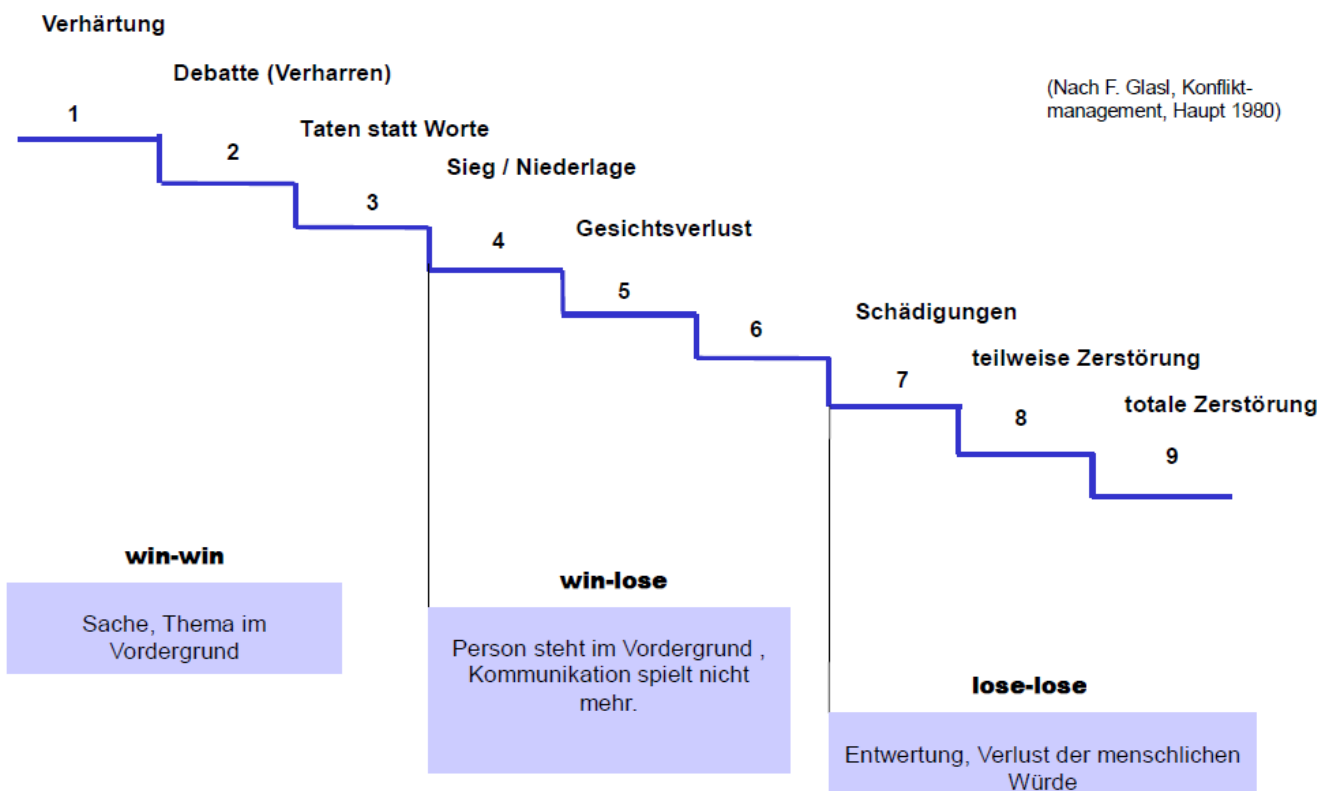 Verhärtung
Debatte (Verharren)
(Nach F. Glasl, Konflikt-
management, Haupt 1980)
1
Taten statt Worte
2
Sieg / Niederlage
3
Gesichtsverlust
4
5
Schädigungen
6
teilweise Zerstörung
7
totale Zerstörung
8
9
win-win
Sache, Thema im
Vordergrund
win-lose
Person steht im Vordergrund ,
Kommunikation spielt nicht
mehr.
lose-lose
Entwertung, Verlust der menschlichen
Würde